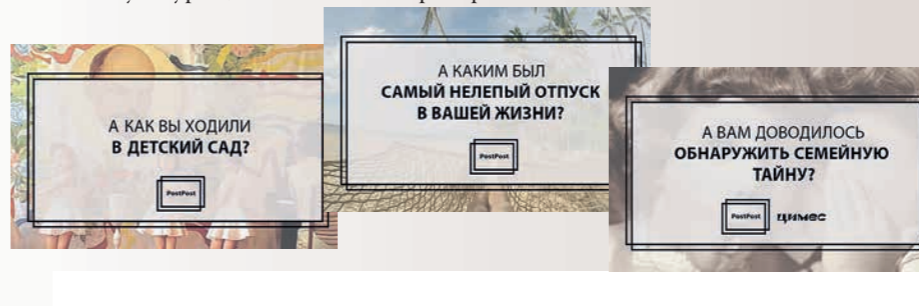 А КАК ВЫ ХОДИЛИ
В ДЕТСКИЙ САД?
PostPost
А КАКИМ БЫЛ
САМЫЙ НЕЛЕПЫЙ ОТПУСК
В ВАШЕЙ ЖИЗНИ?
PostPost
А ВАМ ДОВОДИЛОСЬ
ОБНАРУЖИТЬ СЕМЕЙНУЮ
ТАЙНУ?
PostPost цимес